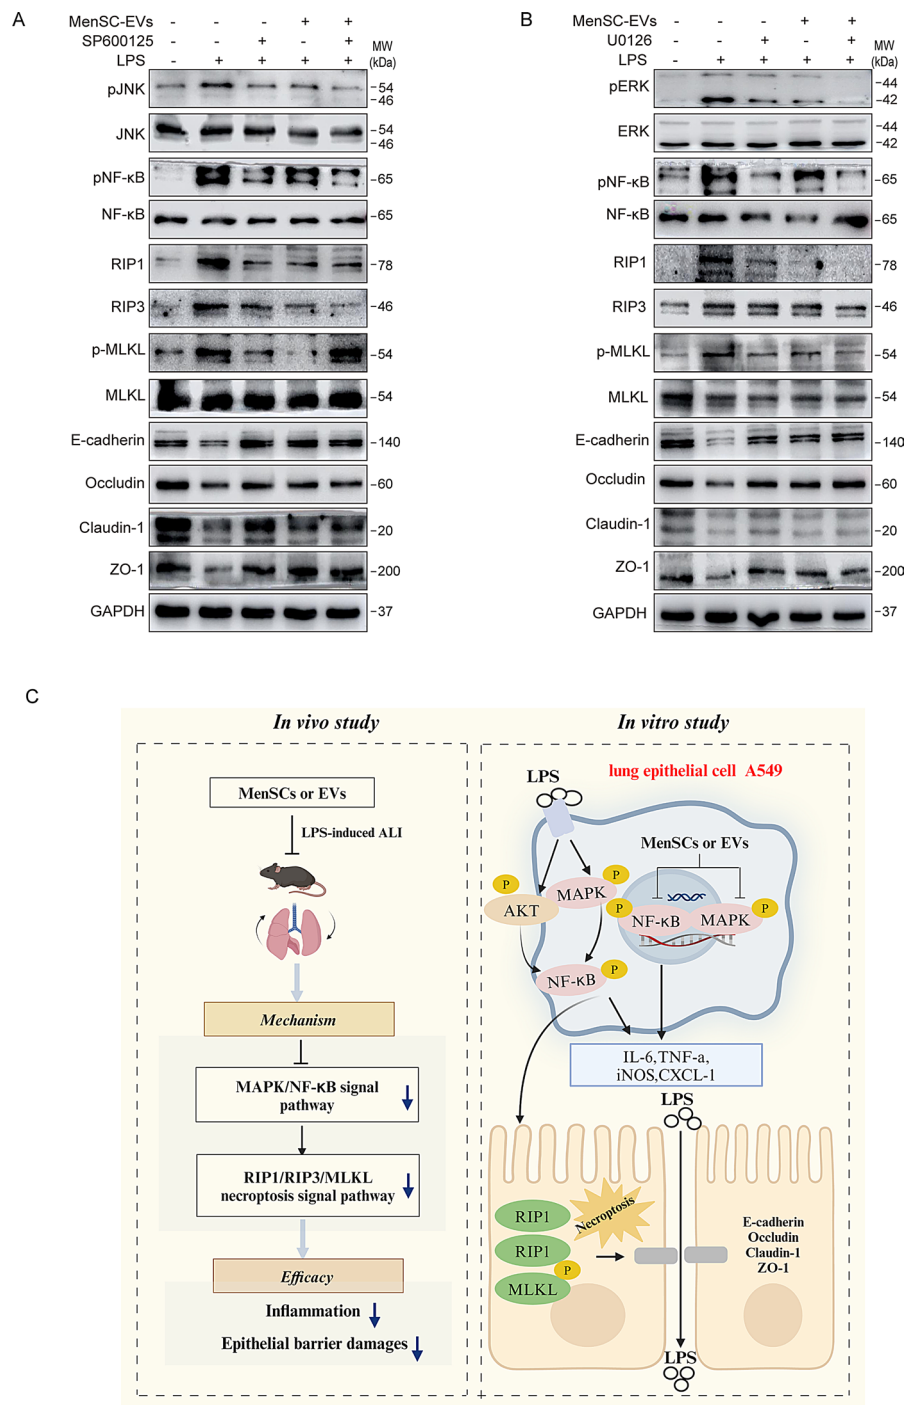 A
MenSC-EVs - - - + +
SP600125 - - + - +
LPS - + + + +
MW
(kDa)
pJNK
-54
-46
JNK
-54
-46
pNF-κB
-65
NF-κB
-65
RIP1
-78
RIP3
-46
p-MLKL
-54
MLKL
-54
E-cadherin
-140
Occludin
-60
Claudin-1
-20
ZO-1
-200
GAPDH
-37
B
MenSC-EVs - - - + +
U0126 - - + - +
LPS - + + + +
MW
(kDa)
pERK
-44
-42
ERK
-44
-42
pNF-κB
-65
NF-κB
-65
RIP1
-78
RIP3
-46
p-MLKL
-54
MLKL
-54
E-cadherin
-140
Occludin
-60
Claudin-1
-20
ZO-1
-200
GAPDH
-37
C
In vivo study
MenSCs or EVs
LPS-induced ALI
Mechanism
MAPK/NF-κB signal
pathway
RIP1/RIP3/MLKL
necroptosis signal pathway
Efficacy
Inflammation
Epithelial barrier damages
In vitro study
lung epithelial cell A549
LPS
MenSCs or EVs
P
AKT
P
MAPK
P
NF-κB
MAPK
P
NF-κB
P
IL-6,TNF-a,
iNOS,CXCL-1
LPS
RIP1
Necroptosis
RIP1
P
MLKL
E-cadherin
Occludin
Claudin-1
ZO-1
LPS